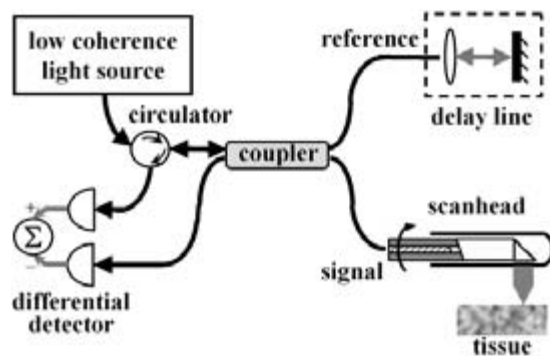 low coherence
light source
reference
delay line
circulator
coupler
scanhead
+
Σ
−
signal
differential
detector
tissue